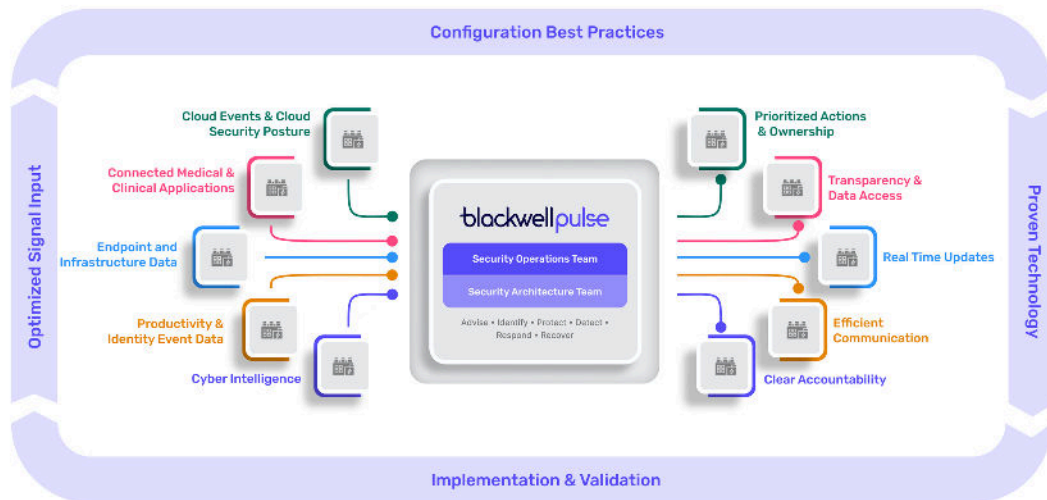 Configuration Best Practices
Optimized Signal Input
Cloud Events & Cloud
Security Posture
Connected Medical &
Clinical Applications
Endpoint and
Infrastructure Data
Productivity &
Identity Event Data
Cyber Intelligence
blackwellpulse
Security Operations Team
Security Architecture Team
Advise • Identify • Protect • Detect •
Respond • Recover
Prioritized Actions
& Ownership
Transparency &
Data Access
Real Time Updates
Efficient
Communication
Clear Accountability
Proven Technology
Implementation & Validation